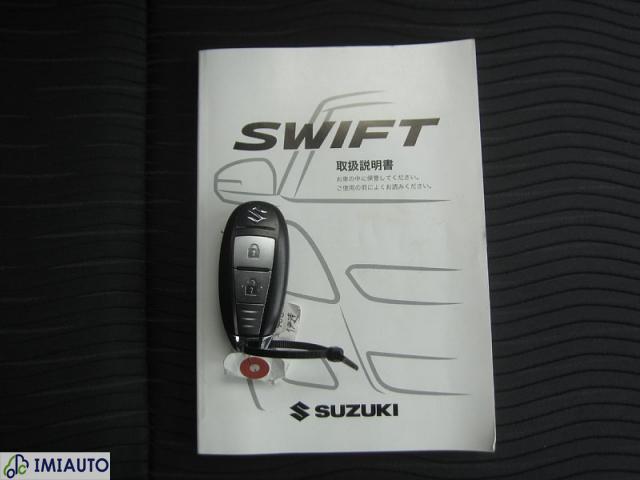 SWIFT
取扱説明書
お車の中に保管してください。
ご使用の前によくお読みください。
SUZUKI
IMIAUTO